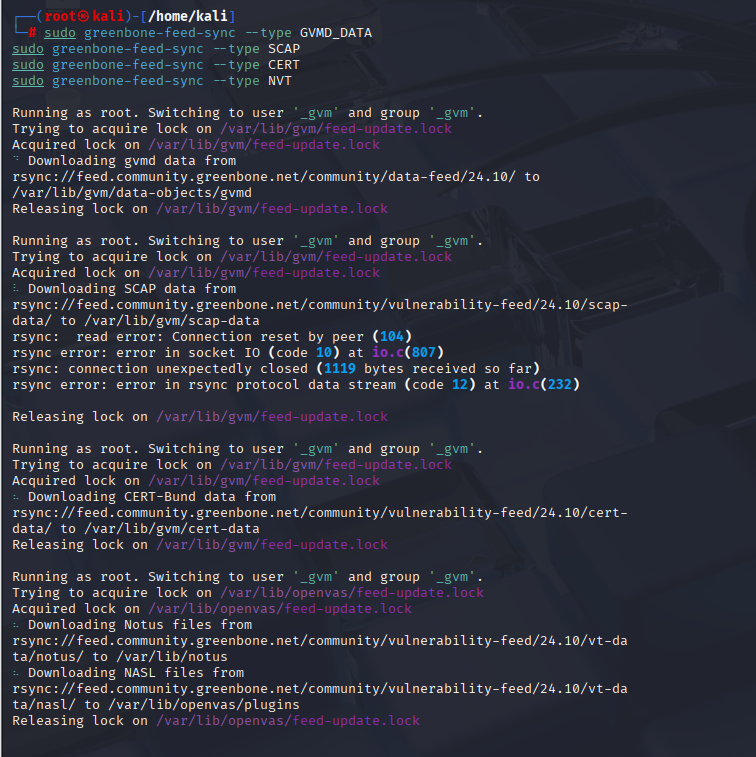 ┌──(root㉿kali)-[/home/kali]
└─# sudo greenbone-feed-sync --type GVMD_DATA
sudo greenbone-feed-sync --type SCAP
sudo greenbone-feed-sync --type CERT
sudo greenbone-feed-sync --type NVT
Running as root. Switching to user '_gvm' and group '_gvm'.
Trying to acquire lock on /var/lib/gvm/feed-update.lock
Acquired lock on /var/lib/gvm/feed-update.lock
⠙ Downloading gvmd data from
rsync://feed.community.greenbone.net/community/data-feed/24.10/ to
/var/lib/gvm/data-objects/gvmd
Releasing lock on /var/lib/gvm/feed-update.lock
Running as root. Switching to user '_gvm' and group '_gvm'.
Trying to acquire lock on /var/lib/gvm/feed-update.lock
Acquired lock on /var/lib/gvm/feed-update.lock
⠦ Downloading SCAP data from
rsync://feed.community.greenbone.net/community/vulnerability-feed/24.10/scap-
data/ to /var/lib/gvm/scap-data
rsync:  read error: Connection reset by peer (104)
rsync error: error in socket IO (code 10) at io.c(807)
rsync: connection unexpectedly closed (1119 bytes received so far)
rsync error: error in rsync protocol data stream (code 12) at io.c(232)
Releasing lock on /var/lib/gvm/feed-update.lock
Running as root. Switching to user '_gvm' and group '_gvm'.
Trying to acquire lock on /var/lib/gvm/feed-update.lock
Acquired lock on /var/lib/gvm/feed-update.lock
⠦ Downloading CERT-Bund data from
rsync://feed.community.greenbone.net/community/vulnerability-feed/24.10/cert-
data/ to /var/lib/gvm/cert-data
Releasing lock on /var/lib/gvm/feed-update.lock
Running as root. Switching to user '_gvm' and group '_gvm'.
Trying to acquire lock on /var/lib/openvas/feed-update.lock
Acquired lock on /var/lib/openvas/feed-update.lock
⠦ Downloading Notus files from
rsync://feed.community.greenbone.net/community/vulnerability-feed/24.10/vt-da
ta/notus/ to /var/lib/notus
⠦ Downloading NASL files from
rsync://feed.community.greenbone.net/community/vulnerability-feed/24.10/vt-da
ta/nasl/ to /var/lib/openvas/plugins
Releasing lock on /var/lib/openvas/feed-update.lock